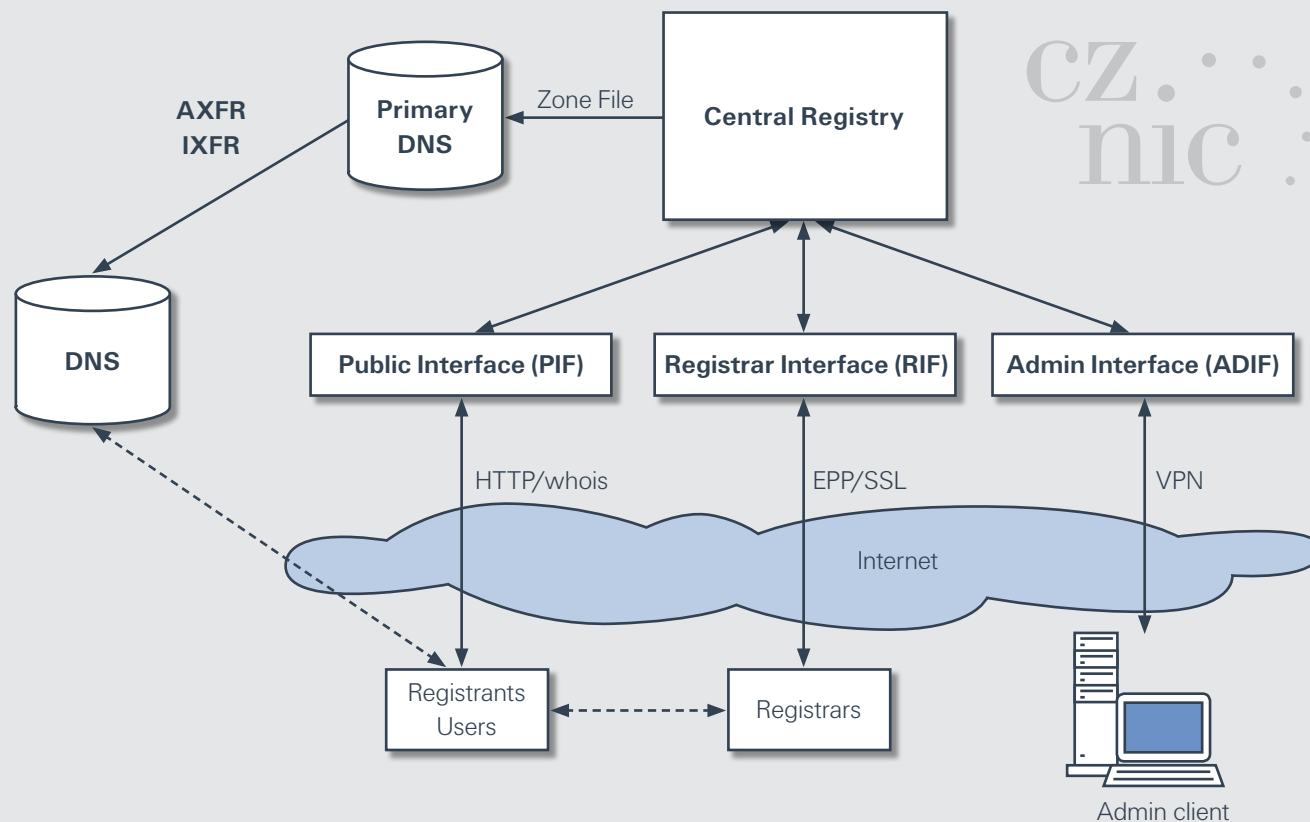 cz.
nic
AXFR
IXFR
Primary
DNS
Zone File
Central Registry
DNS
Public Interface (PIF)
Registrar Interface (RIF)
Admin Interface (ADIF)
HTTP/whois
EPP/SSL
VPN
Internet
Registrants
Users
Registrars
Admin client